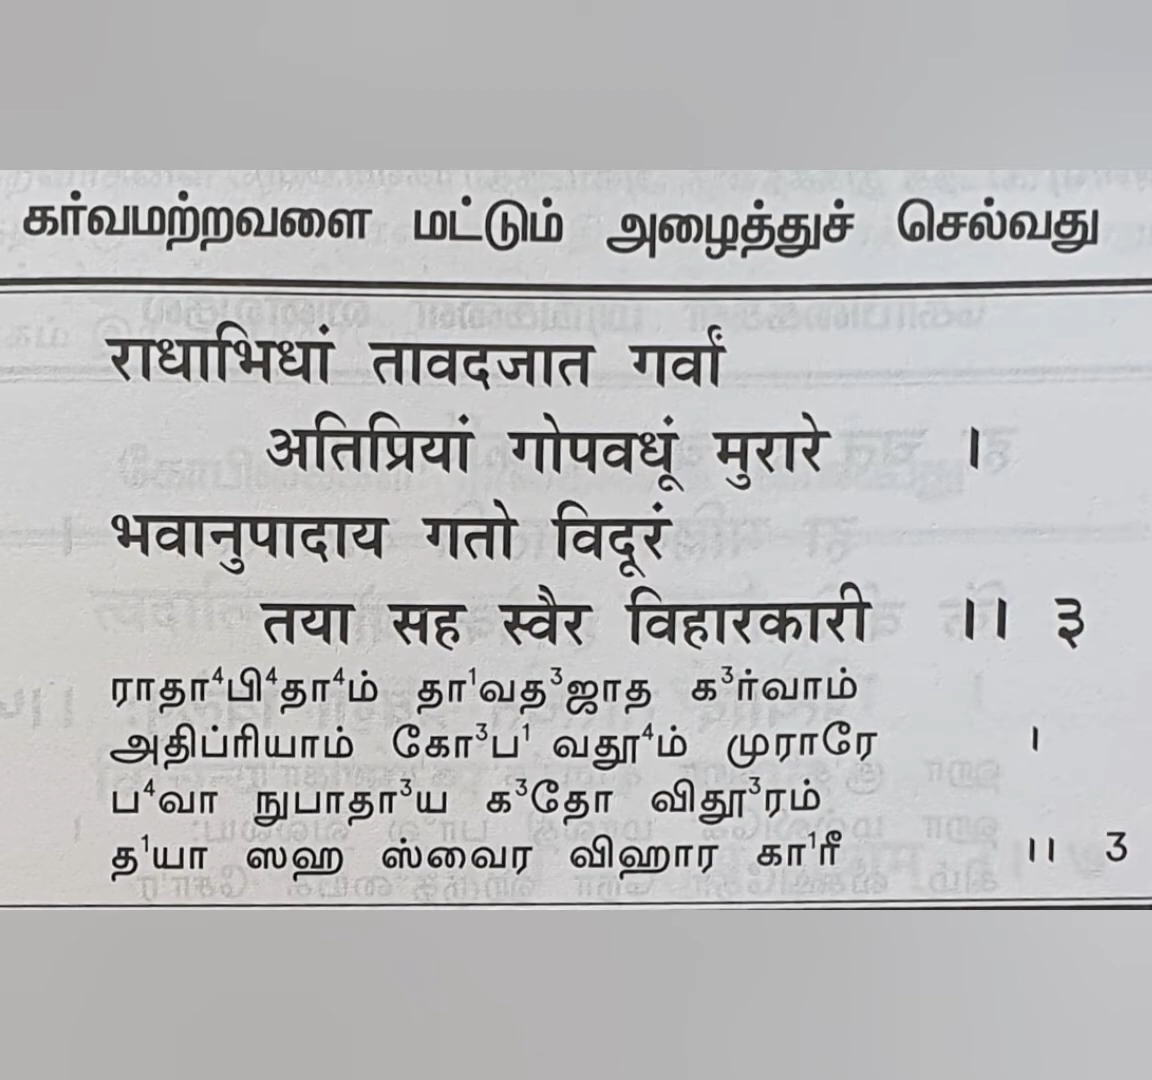 கர்வமற்றவளை மட்டும் அழைத்துச் செல்வது
राधाभिधां तावदजात गर्वां
अतिप्रियां गोपवधूं मुरारे ।
भवानुपादाय गतो विदूरं
तया सह स्वैर विहारकारी ।। ३
ராதா⁴பி⁴தா⁴ம் தா¹வத³ஜாத க³ர்வாம்
அதிப்ரியாம் கோ³ப¹ வதூ⁴ம் முராரே ।
ப⁴வா நுபாதா³ய க³தோ விதூ³ரம்
த¹யா ஸஹ ஸ்வைர விஹார கா¹ரீ ।। 3